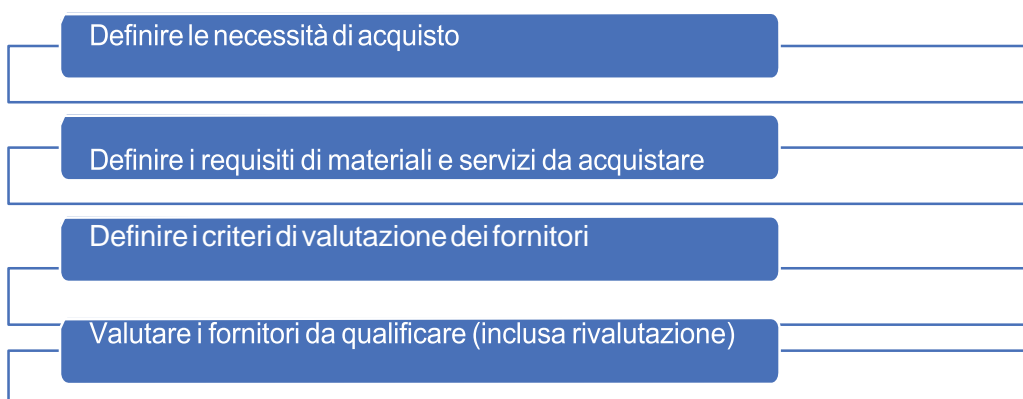 Definire le necessità di acquisto
Definire i requisiti di materiali e servizi da acquistare
Definire i criteri di valutazione dei fornitori
Valutare i fornitori da qualificare (inclusa rivalutazione)